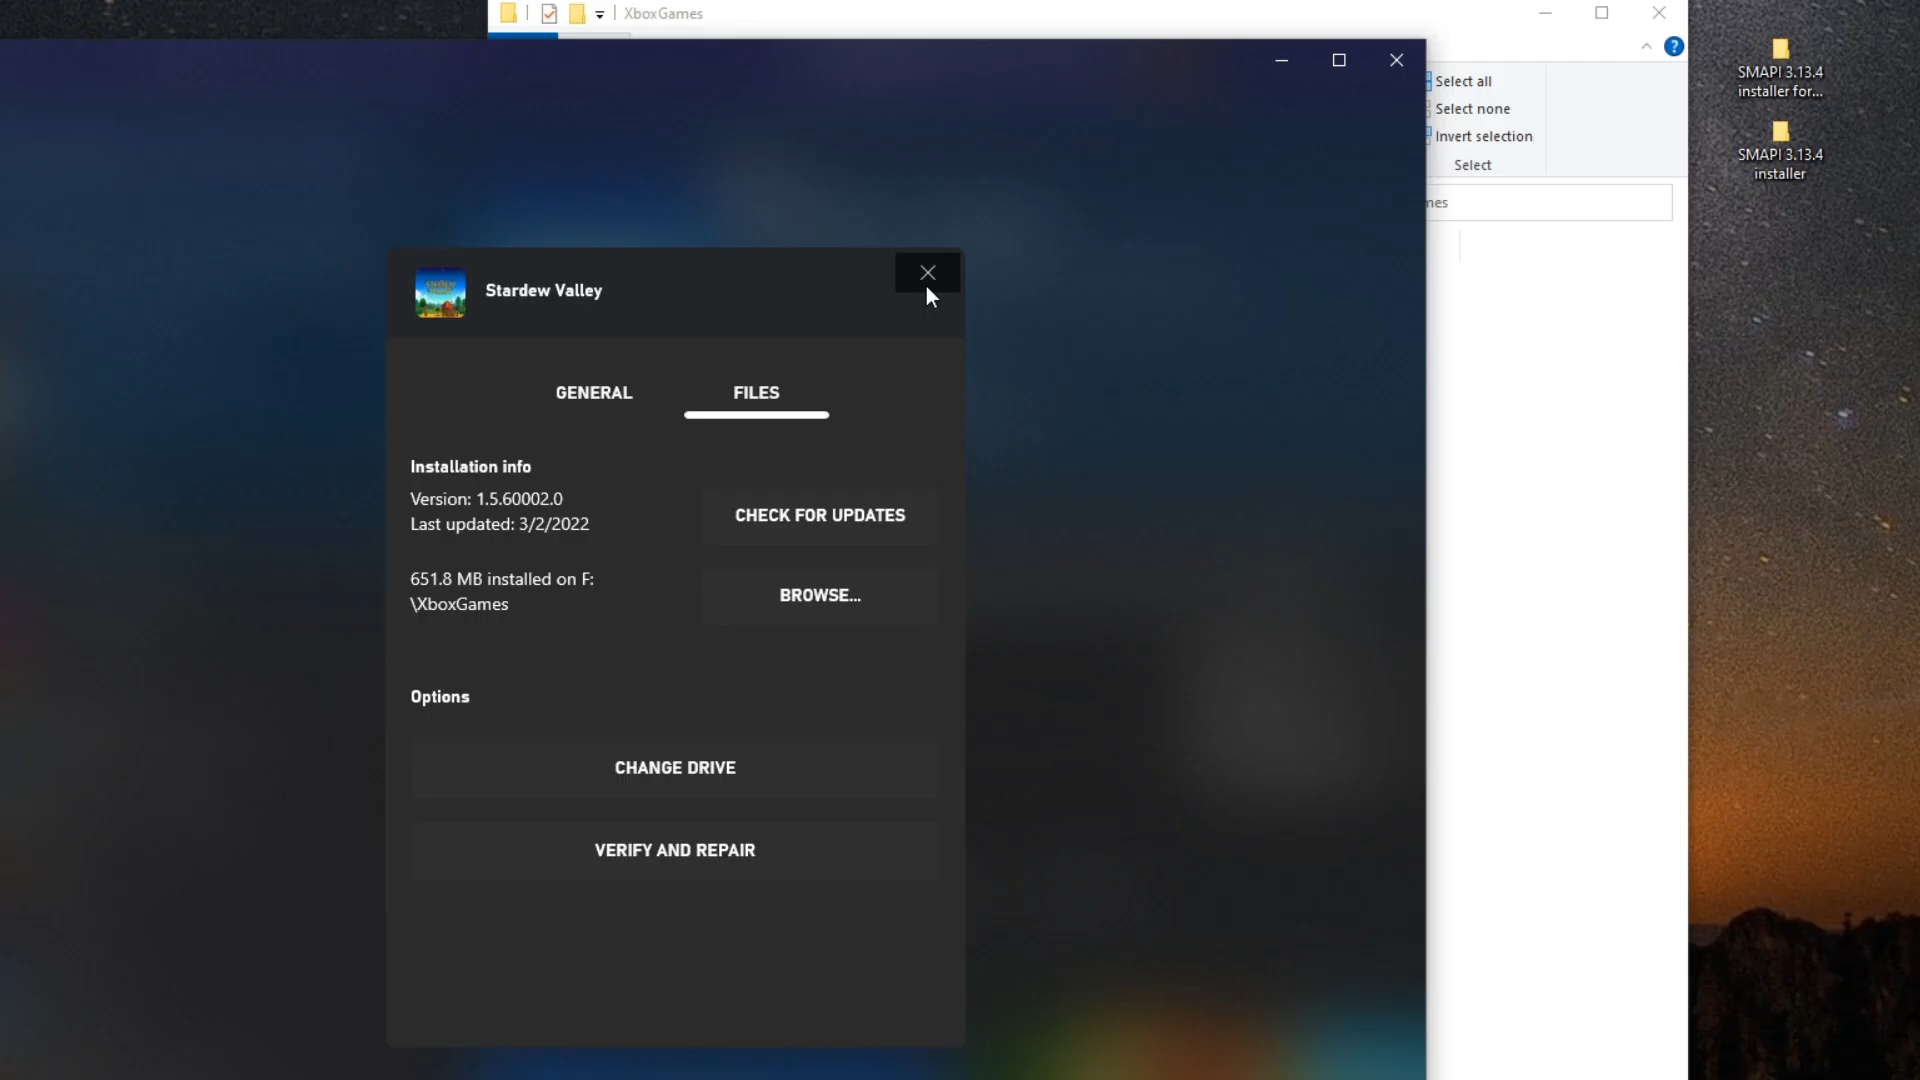 XboxGames
Select all
Select none
Invert selection
Select
mes
SMAPI 3.13.4
installer for...
SMAPI 3.13.4
installer
Stardew Valley
GENERAL
FILES
Installation info
Version: 1.5.60002.0
Last updated: 3/2/2022
CHECK FOR UPDATES
651.8 MB installed on F:
\XboxGames
BROWSE...
Options
CHANGE DRIVE
VERIFY AND REPAIR